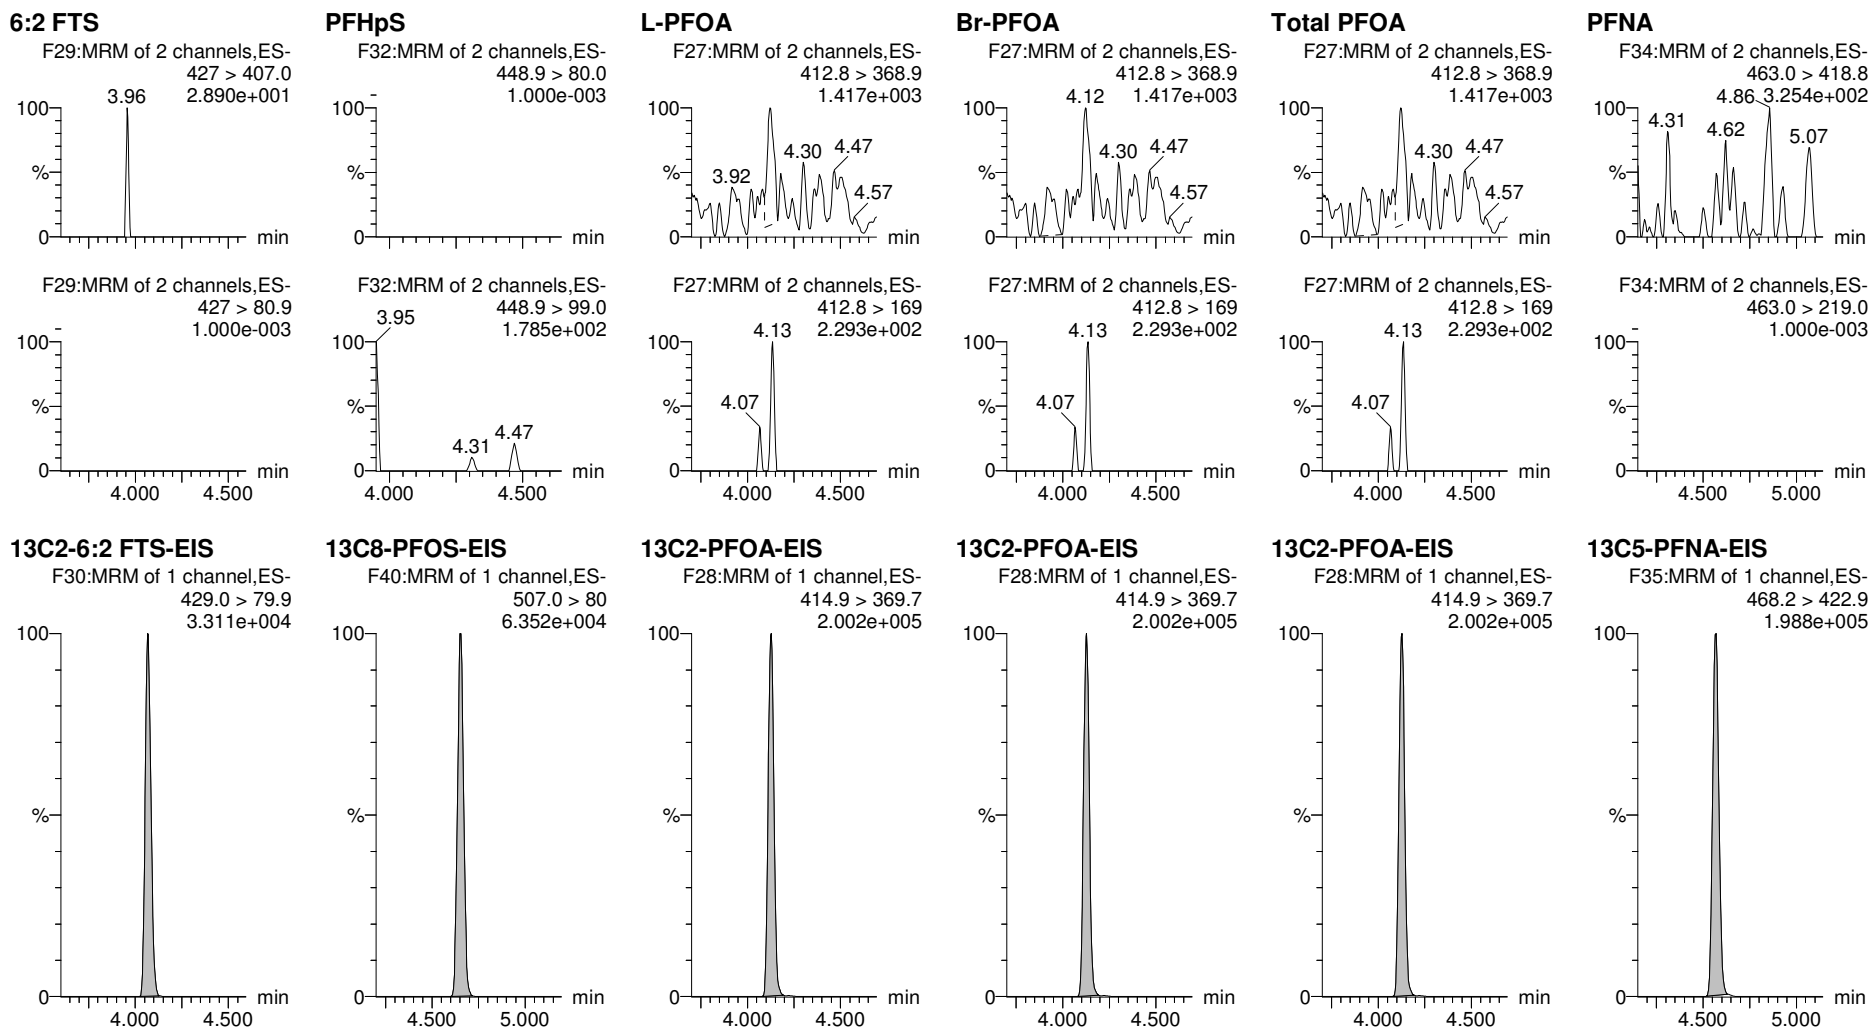 6:2 FTS
F29:MRM of 2 channels,ES-
427 > 407.0
2.890e+001
3.96
100
%
0
min
PFHpS
F32:MRM of 2 channels,ES-
448.9 > 80.0
1.000e-003
100
%
0
min
L-PFOA
F27:MRM of 2 channels,ES-
412.8 > 368.9
1.417e+003
100
3.92
4.30
4.47
4.57
%
0
min
Br-PFOA
F27:MRM of 2 channels,ES-
412.8 > 368.9
4.12 1.417e+003
100
4.30
4.47
4.57
%
0
min
Total PFOA
F27:MRM of 2 channels,ES-
412.8 > 368.9
1.417e+003
100
4.30
4.47
4.57
%
0
min
PFNA
F34:MRM of 2 channels,ES-
463.0 > 418.8
4.86 3.254e+002
100
4.31
4.62
5.07
%
0
min
F29:MRM of 2 channels,ES-
427 > 80.9
1.000e-003
100
%
0
min
4.000 4.500
F32:MRM of 2 channels,ES-
448.9 > 99.0
3.95 1.785e+002
100
%
4.31
4.47
0
min
4.000 4.500
F27:MRM of 2 channels,ES-
412.8 > 169
4.13 2.293e+002
100
4.07
%
0
min
4.000 4.500
F27:MRM of 2 channels,ES-
412.8 > 169
4.13 2.293e+002
100
4.07
%
0
min
4.000 4.500
F27:MRM of 2 channels,ES-
412.8 > 169
4.13 2.293e+002
100
4.07
%
0
min
4.000 4.500
F34:MRM of 2 channels,ES-
463.0 > 219.0
1.000e-003
100
%
0
min
4.500 5.000
13C2-6:2 FTS-EIS
F30:MRM of 1 channel,ES-
429.0 > 79.9
3.311e+004
100
%
0
min
4.000 4.500
13C8-PFOS-EIS
F40:MRM of 1 channel,ES-
507.0 > 80
6.352e+004
100
%
0
min
4.500 5.000
13C2-PFOA-EIS
F28:MRM of 1 channel,ES-
414.9 > 369.7
2.002e+005
100
%
0
min
4.000 4.500
13C2-PFOA-EIS
F28:MRM of 1 channel,ES-
414.9 > 369.7
2.002e+005
100
%
0
min
4.000 4.500
13C2-PFOA-EIS
F28:MRM of 1 channel,ES-
414.9 > 369.7
2.002e+005
100
%
0
min
4.000 4.500
13C5-PFNA-EIS
F35:MRM of 1 channel,ES-
468.2 > 422.9
1.988e+005
100
%
0
min
4.500 5.000